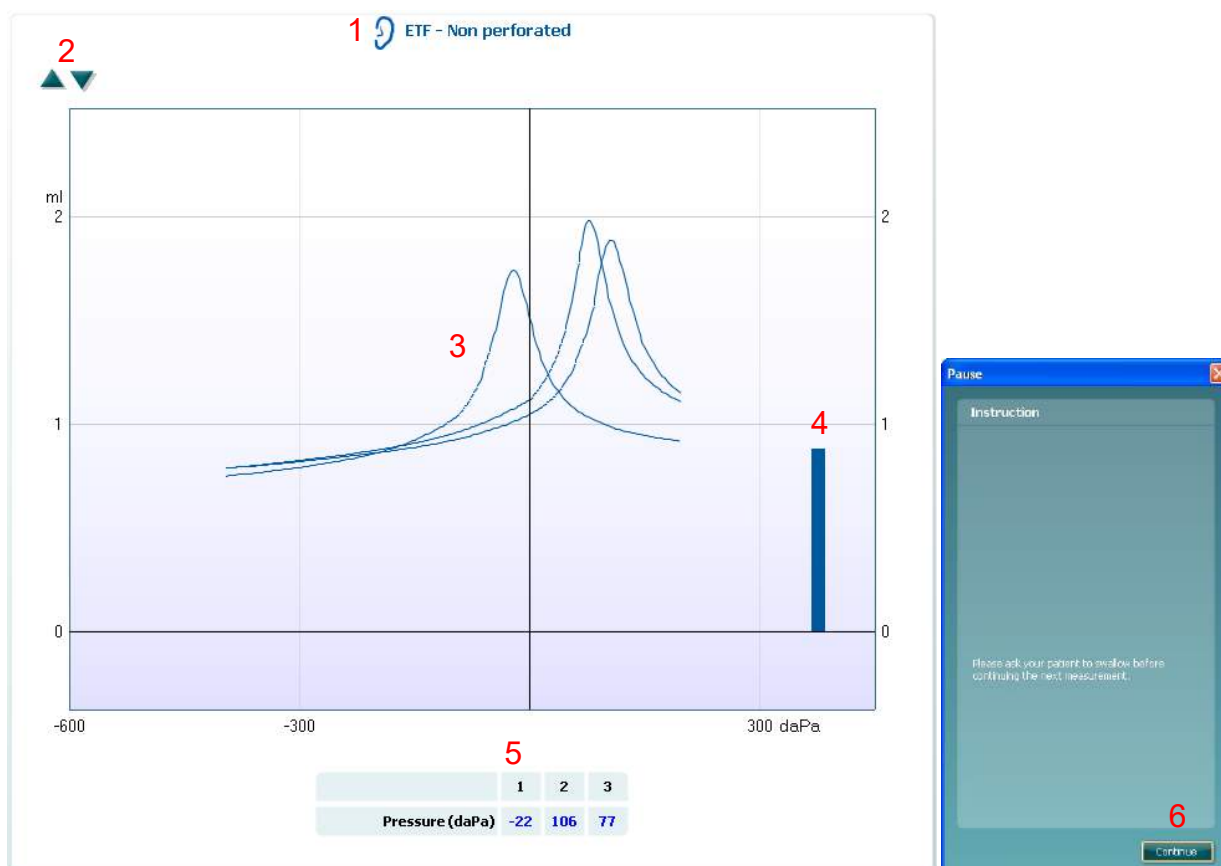 1 ETF - Non perforated
2
ml
2 2
3
1 1
4
0 0
-600 -300 300 daPa
5
1 2 3
Pressure (daPa) -22 106 77
Pause
Instruction
Please ask your patient to swallow before
continuing the next measurement.
6
Continue